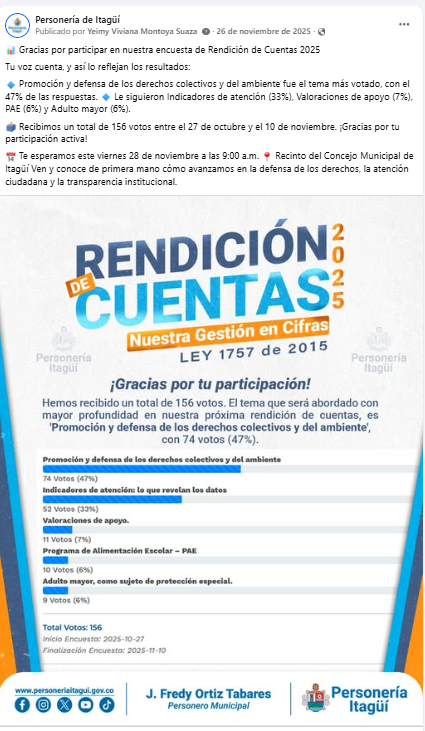 Personería de Itagüí
Publicado por Yeimy Viviana Montoya Suaza · 26 de noviembre de 2025 ·
📊 Gracias por participar en nuestra encuesta de Rendición de Cuentas 2025
Tu voz cuenta, y así lo reflejan los resultados:
🔹 Promoción y defensa de los derechos colectivos y del ambiente fue el tema más votado, con el
47% de las respuestas. 🔹 Le siguieron Indicadores de atención (33%), Valoraciones de apoyo (7%),
PAE (6%) y Adulto mayor (6%).
🗳️ Recibimos un total de 156 votos entre el 27 de octubre y el 10 de noviembre. ¡Gracias por tu
participación activa!
📅 Te esperamos este viernes 28 de noviembre a las 9:00 a.m. 📍 Recinto del Concejo Municipal de
Itagüí Ven y conoce de primera mano cómo avanzamos en la defensa de los derechos, la atención
ciudadana y la transparencia institucional.
RENDICIÓN
DE
CUENTAS
2025
Nuestra Gestión en Cifras
LEY 1757 de 2015
Personería
Itagüí
Personería
Itagüí
¡Gracias por tu participación!
Hemos recibido un total de 156 votos. El tema que será abordado con
mayor profundidad en nuestra próxima rendición de cuentas, es
'Promoción y defensa de los derechos colectivos y del ambiente',
con 74 votos (47%).
Promoción y defensa de los derechos colectivos y del ambiente
74 Votos (47%)
Indicadores de atención: lo que revelan los datos
52 Votos (33%)
Valoraciones de apoyo.
11 Votos (7%)
Programa de Alimentación Escolar – PAE
10 Votos (6%)
Adulto mayor, como sujeto de protección especial.
9 Votos (6%)
Total Votos: 156
Inicio Encuesta: 2025-10-27
Finalización Encuesta: 2025-11-10
www.personeriaitagui.gov.co
J. Fredy Ortiz Tabares
Personero Municipal
Personería
Itagüí